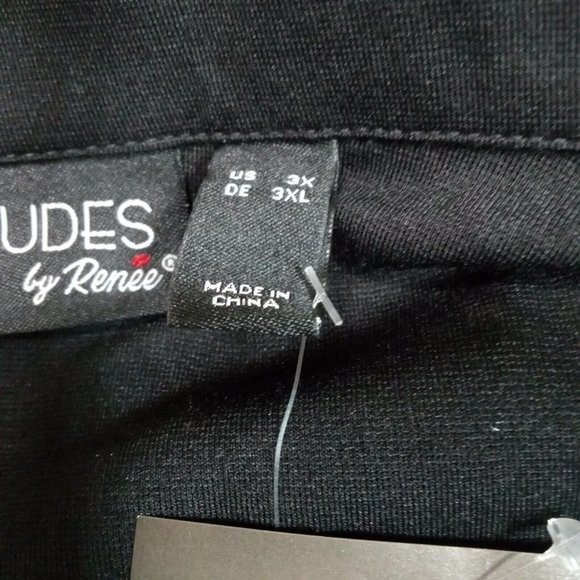 UDES
by Renée®
US 3X
DE 3XL
MADE IN
CHINA